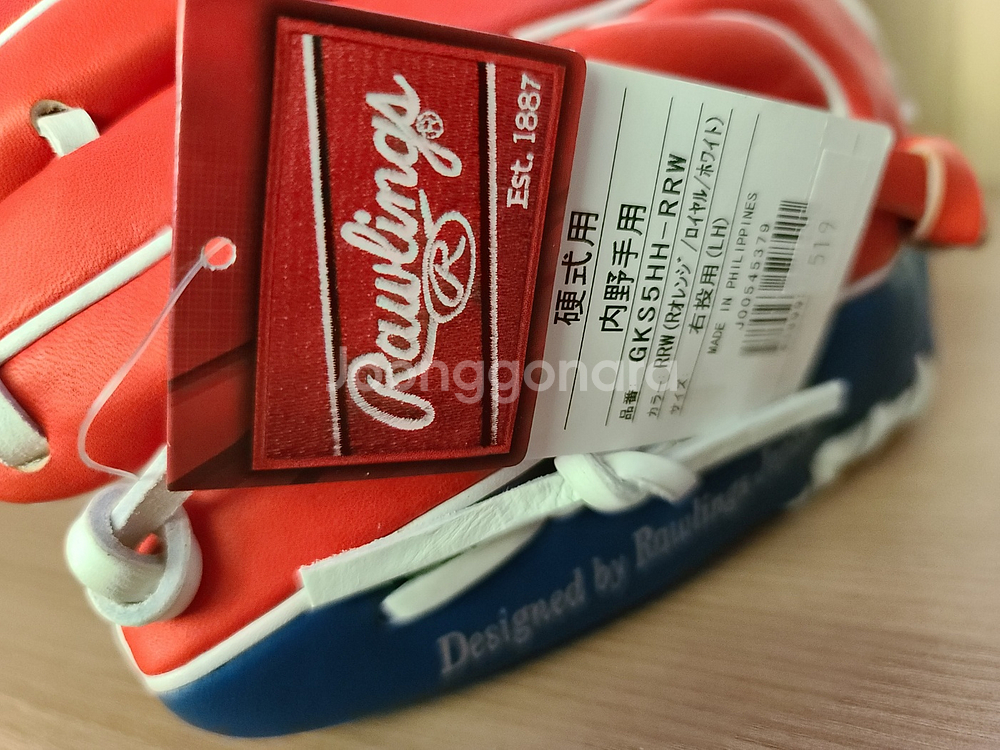 Rawlings®
R
Est. 1887
硬式用
内野手用
品番 GKS5HH-RRW
カラー RRW(Rオレンジ/ロイヤル/ホワイト)
サイズ 右投用(LH)
MADE IN PHILIPPINES
JO0545379
519
Designed by Rawlings
Joonggonara